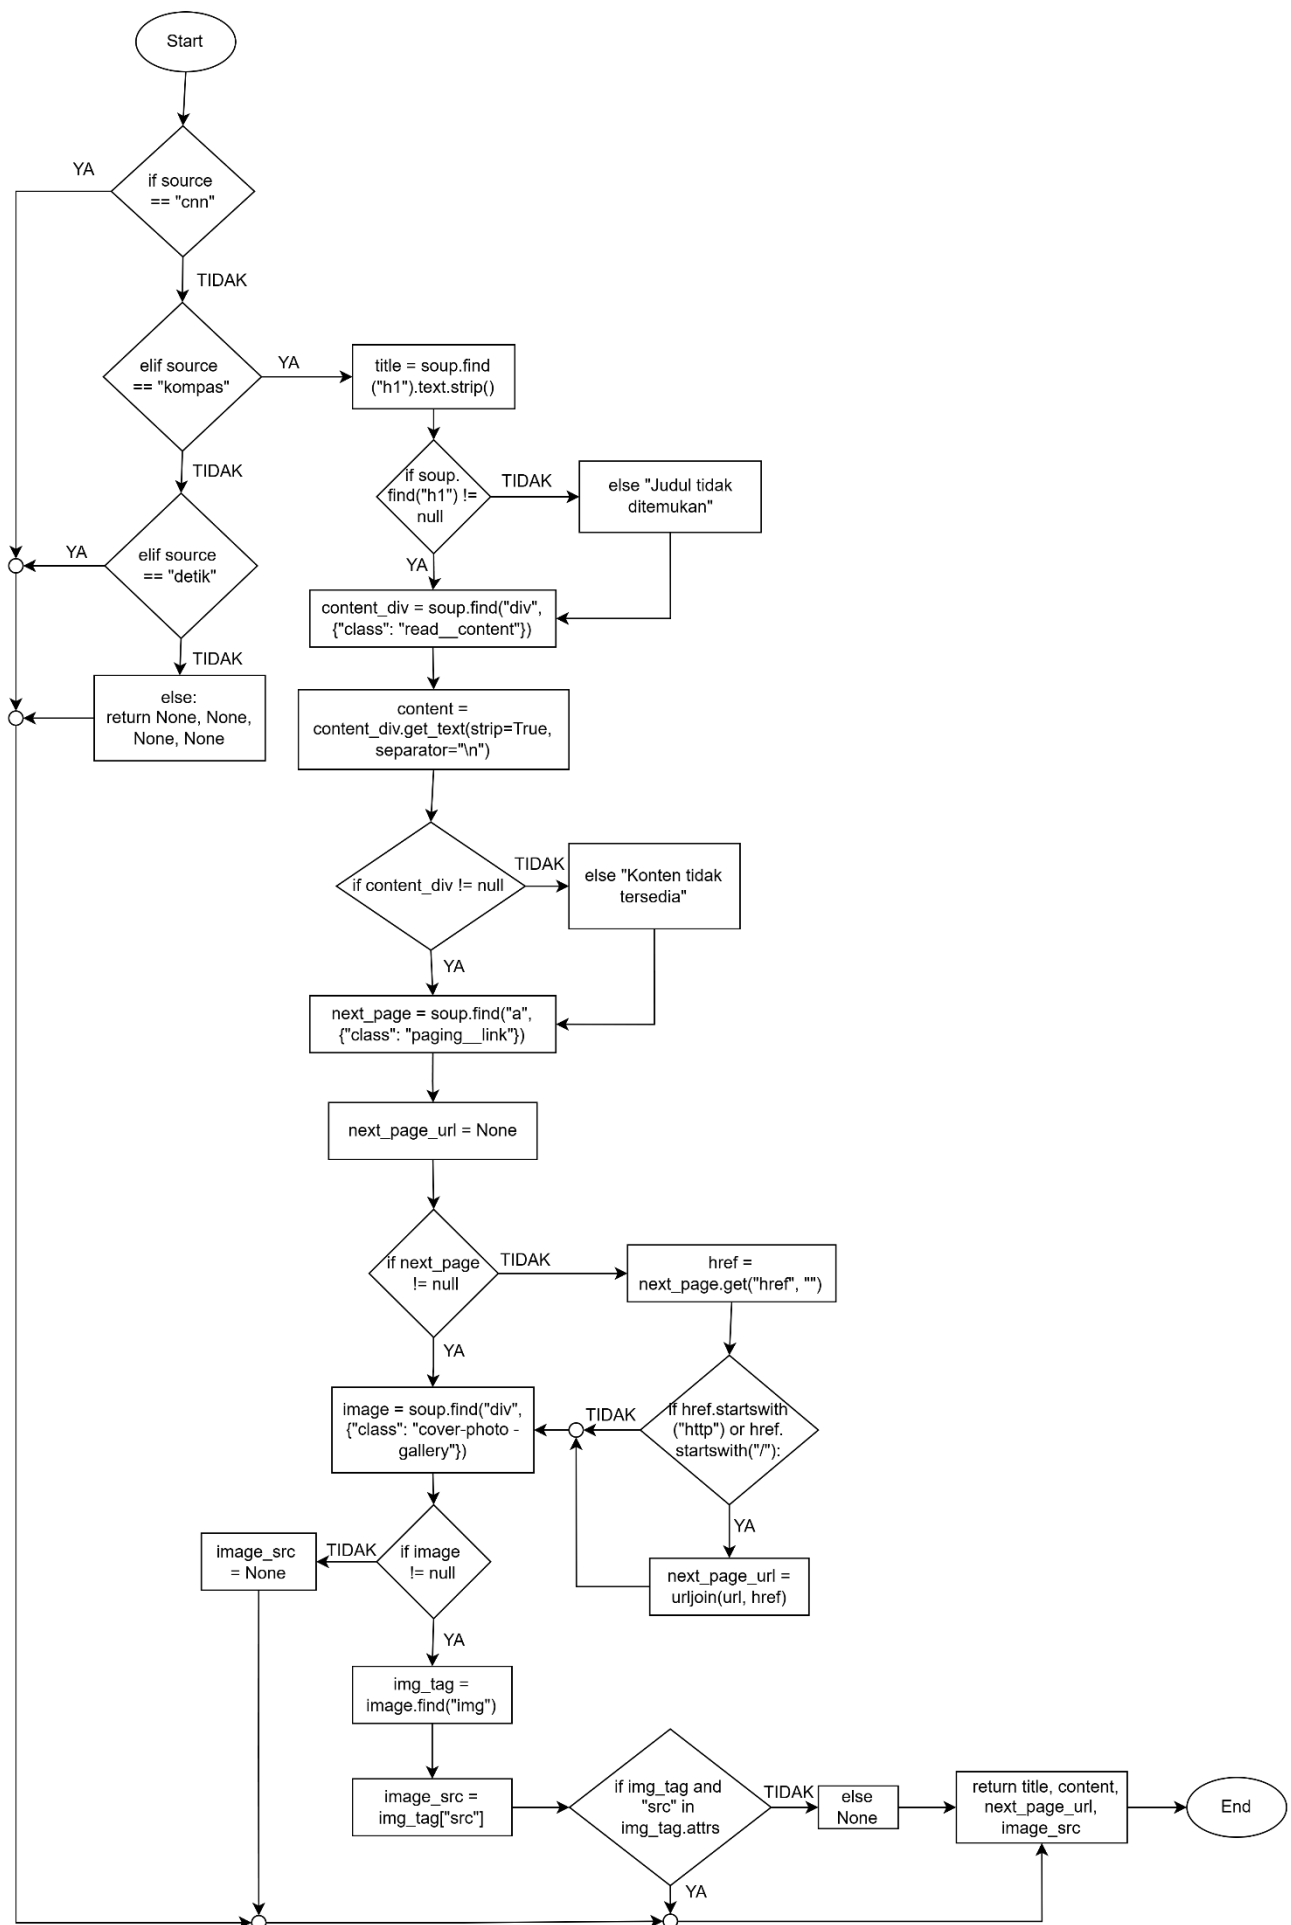 Start
YA
if source
== "cnn"
TIDAK
elif source
== "kompas"
YA
title = soup.find
("h1").text.strip()
TIDAK
if soup.
find("h1") !=
null
TIDAK
else "Judul tidak
ditemukan"
YA
elif source
== "detik"
YA
content_div = soup.find("div",
{"class": "read__content"})
TIDAK
else:
return None, None,
None, None
content =
content_div.get_text(strip=True,
separator="\n")
if content_div != null
TIDAK
else "Konten tidak
tersedia"
YA
next_page = soup.find("a",
{"class": "paging__link"})
next_page_url = None
if next_page
!= null
TIDAK
href =
next_page.get("href", "")
YA
image = soup.find("div",
{"class": "cover-photo -
gallery"})
TIDAK
if href.startswith
("http") or href.
startswith("/"):
YA
next_page_url =
urljoin(url, href)
image_src
= None
TIDAK
if image
!= null
YA
img_tag =
image.find("img")
image_src =
img_tag["src"]
if img_tag and
"src" in
img_tag.attrs
TIDAK
else
None
return title, content,
next_page_url,
image_src
End
YA